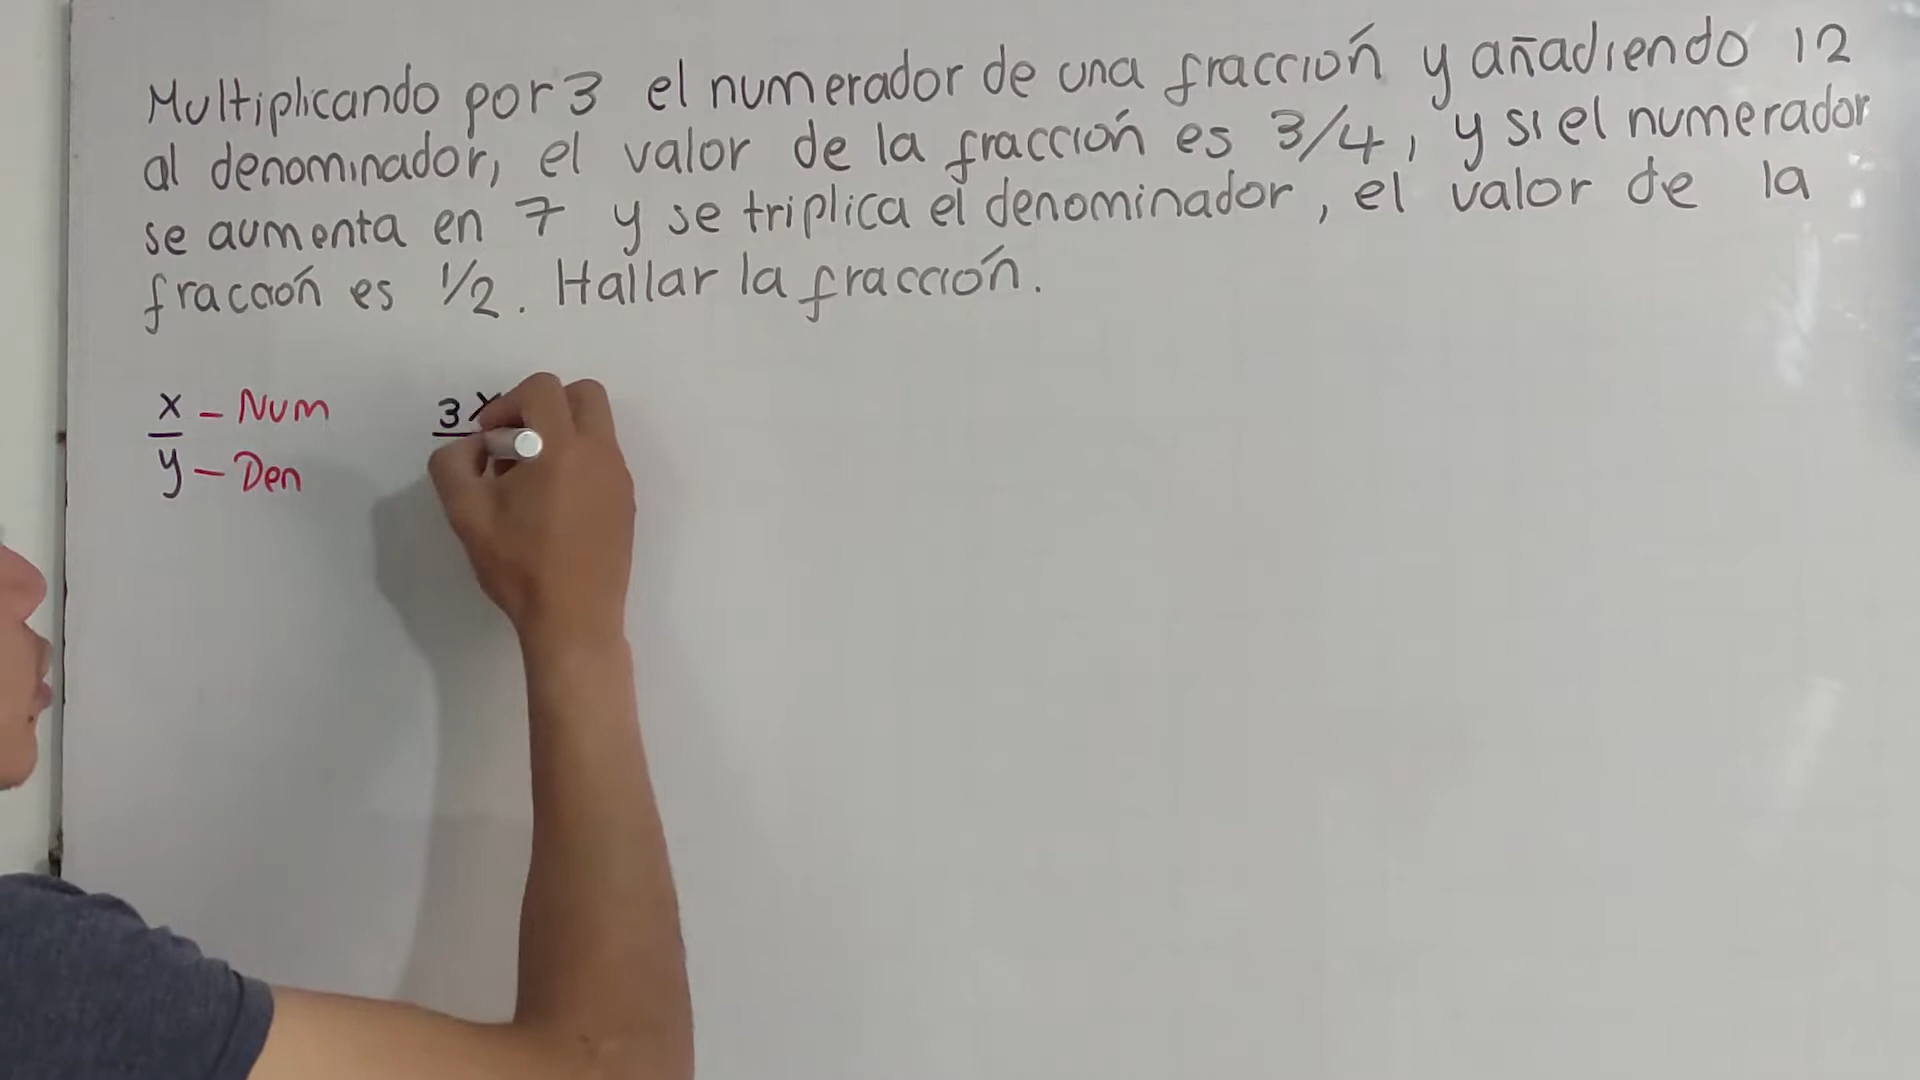 Multiplicando por 3 el numerador de una fracción y añadiendo 12
al denominador, el valor de la fracción es 3/4, y si el numerador
se aumenta en 7 y se triplica el denominador, el valor de la
fracción es 1/2. Hallar la fracción.
x - Num
y - Den
3x